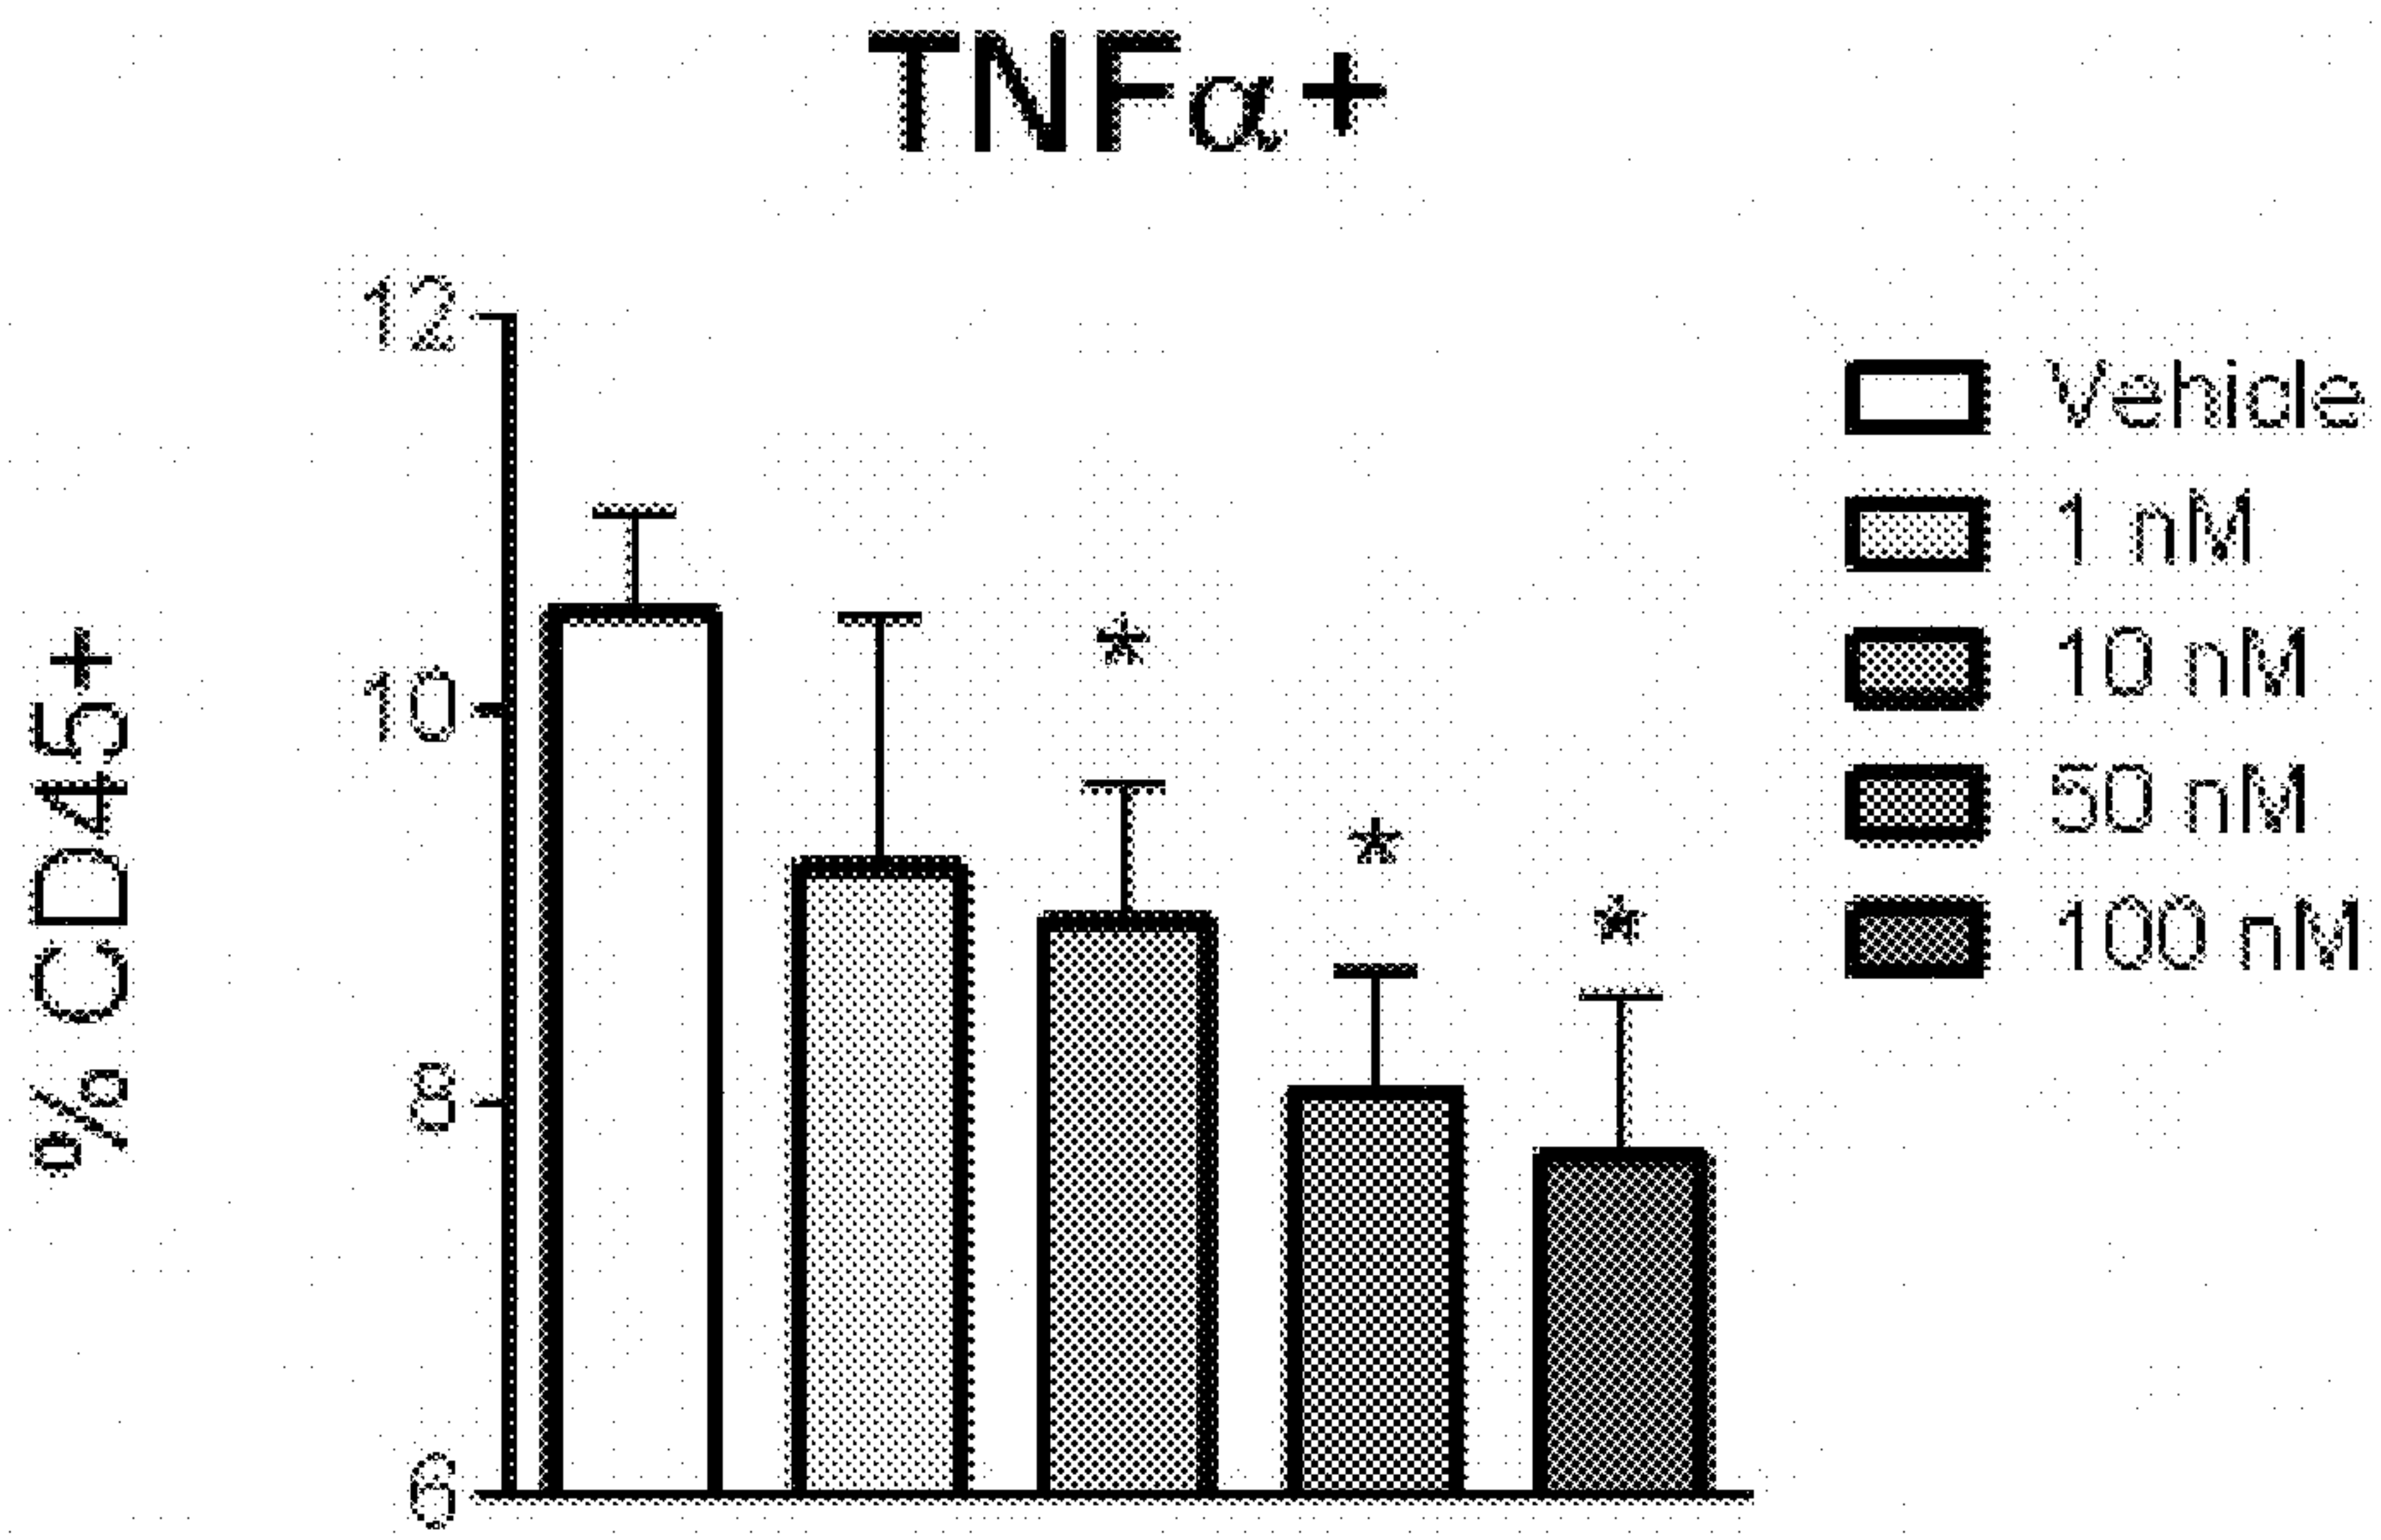 TNFα+
% CD45+
12
10
8
6
*
*
*
Vehicle
1 nM
10 nM
50 nM
100 nM